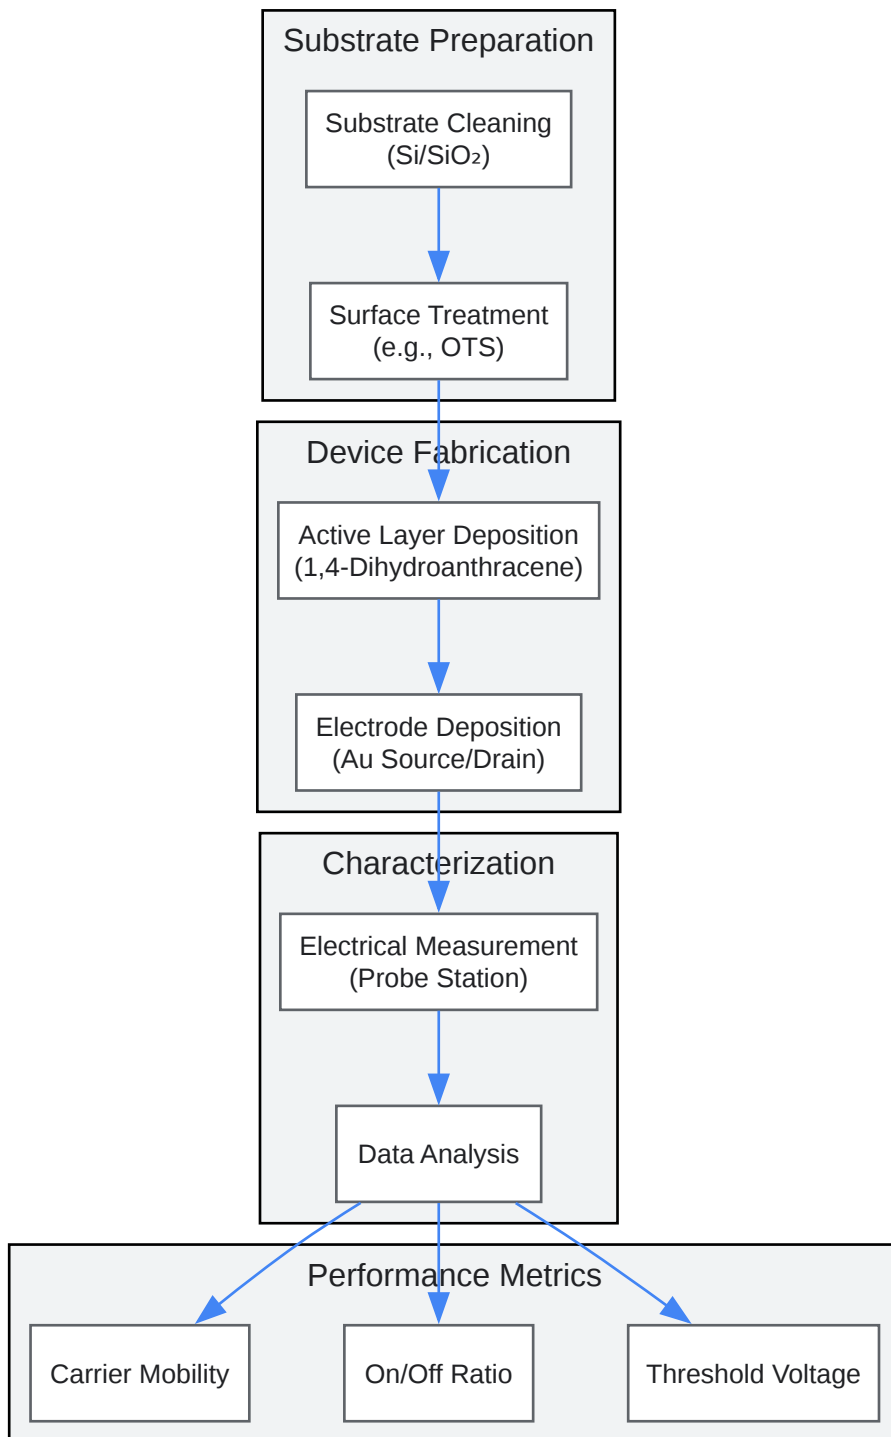 Substrate Preparation
Substrate Cleaning
(Si/SiO₂)
Surface Treatment
(e.g., OTS)
Device Fabrication
Active Layer Deposition
(1,4-Dihydroanthracene)
Electrode Deposition
(Au Source/Drain)
Characterization
Electrical Measurement
(Probe Station)
Data Analysis
Performance Metrics
Carrier Mobility
On/Off Ratio
Threshold Voltage